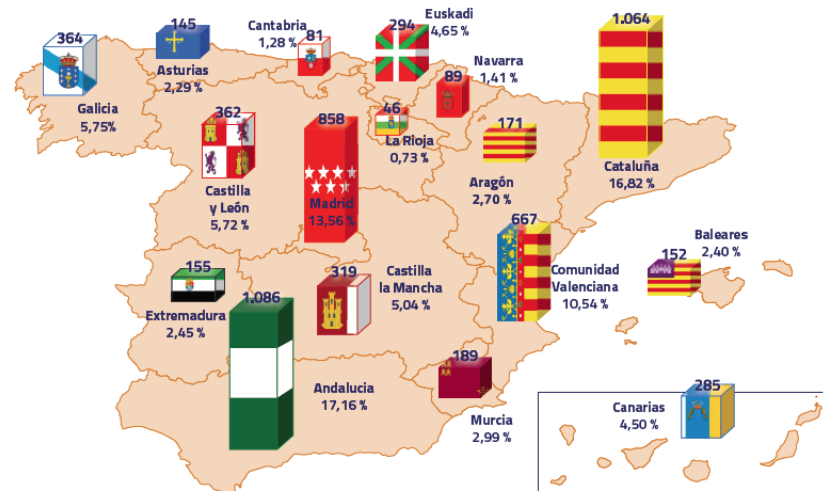 364
Galicia
5,75%
145
Asturias
2,29 %
Cantabria
1,28 %
81
294
Euskadi
4,65 %
Navarra
1,41 %
89
46
La Rioja
0,73 %
1.064
Cataluña
16,82 %
362
Castilla
y León
5,72 %
858
Madrid
13,56 %
171
Aragón
2,70 %
667
Comunidad
Valenciana
10,54 %
Baleares
2,40 %
152
155
Extremadura
2,45 %
319
Castilla
la Mancha
5,04 %
1.086
Andalucia
17,16 %
189
Murcia
2,99 %
285
Canarias
4,50 %